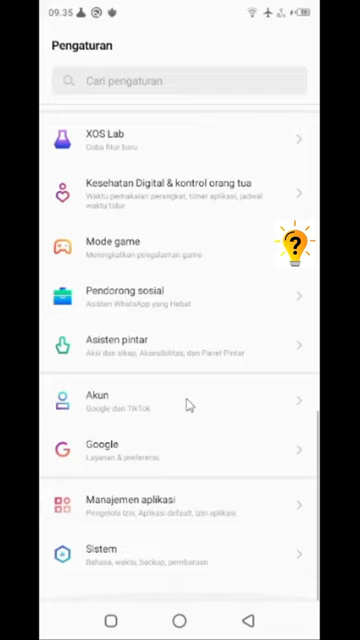 09.35
Pengaturan
Cari pengaturan
XOS Lab
Coba fitur baru
Kesehatan Digital & kontrol orang tua
Waktu pemakaian perangkat, timer aplikasi, jadwal
waktu tidur
Mode game
Meningkatkan pengalaman game
?
Pendorong sosial
Asisten WhatsApp yang Hebat
Asisten pintar
Aksi dan sikap, Aksesibilitas, dan Panel Pintar
Akun
Google dan TikTok
Google
Layanan & preferensi
Manajemen aplikasi
Pengelola Izin, Aplikasi default, Izin aplikasi
Sistem
Bahasa, waktu, backup, pembaruan